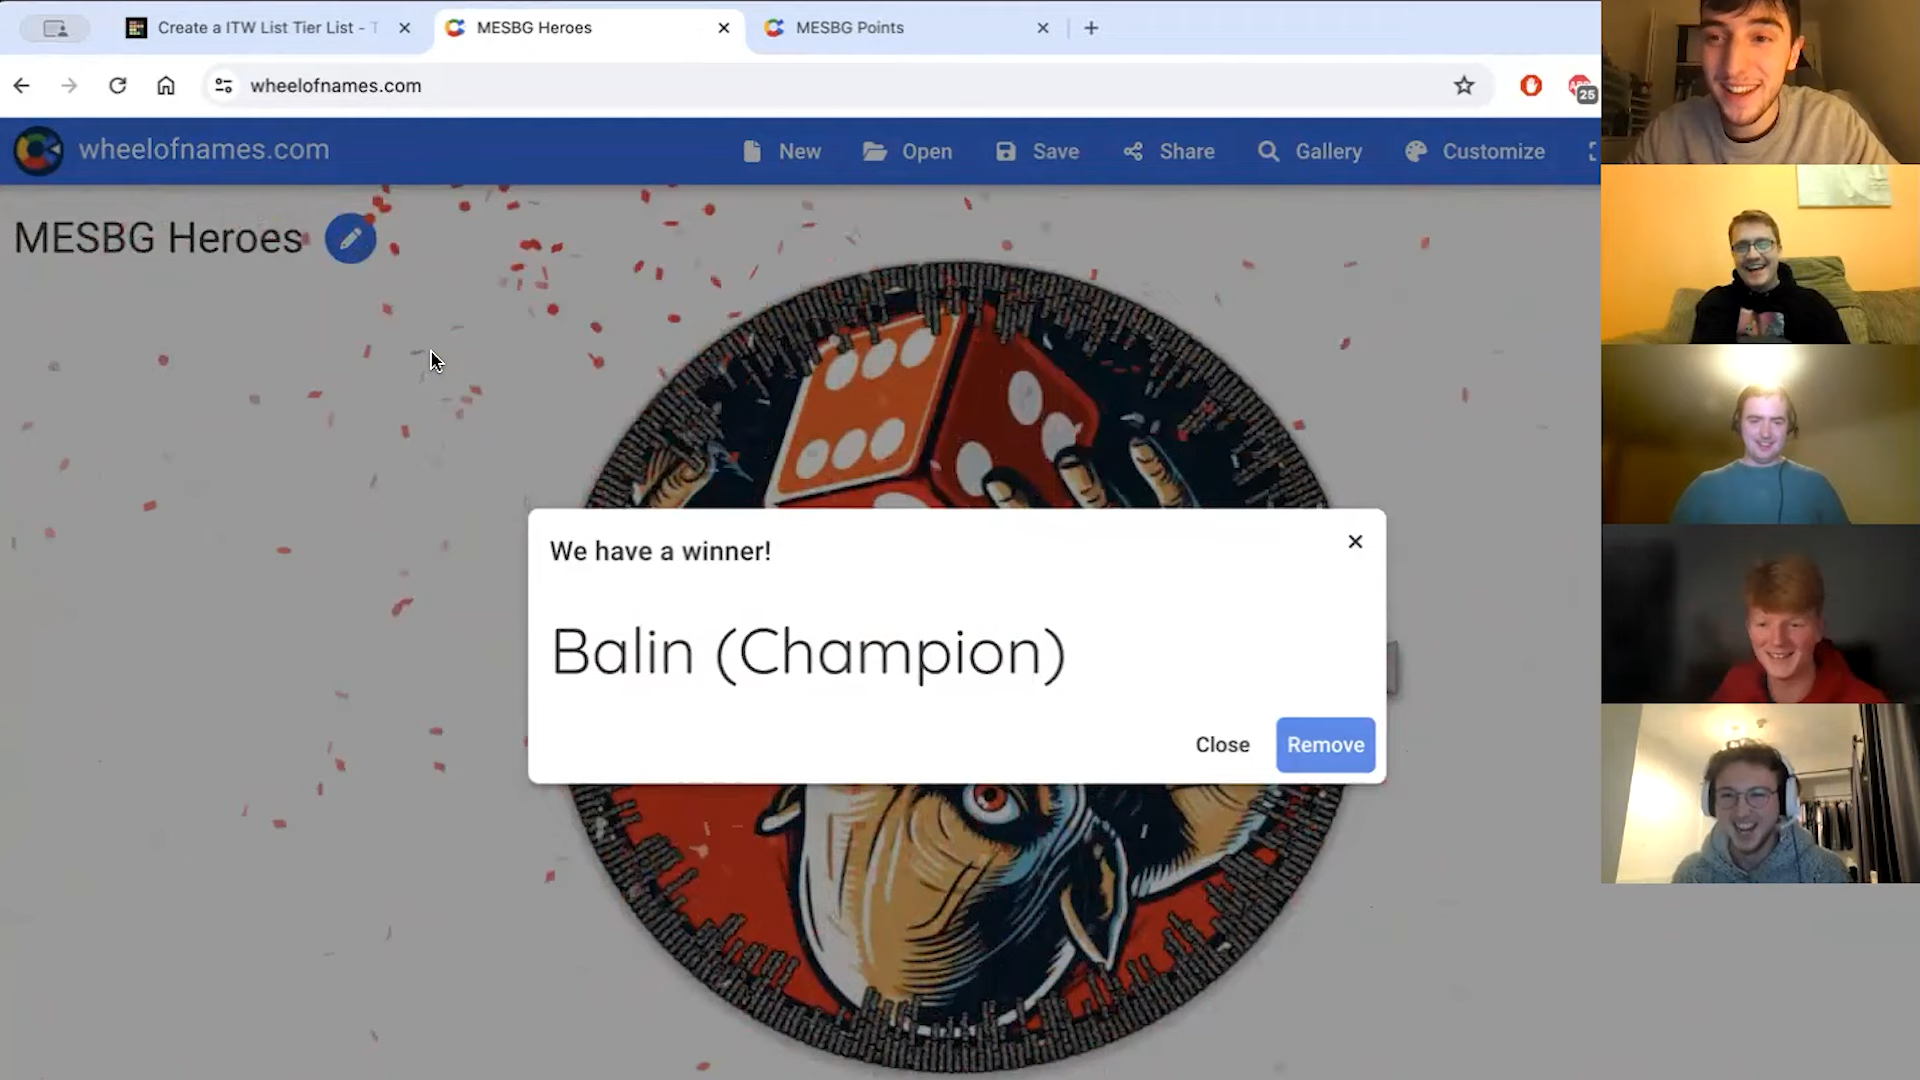 Create a ITW List Tier List - T
MESBG Heroes
MESBG Points
wheelofnames.com
25
wheelofnames.com
New
Open
Save
Share
Gallery
Customize
MESBG Heroes
We have a winner!
Balin (Champion)
Close
Remove